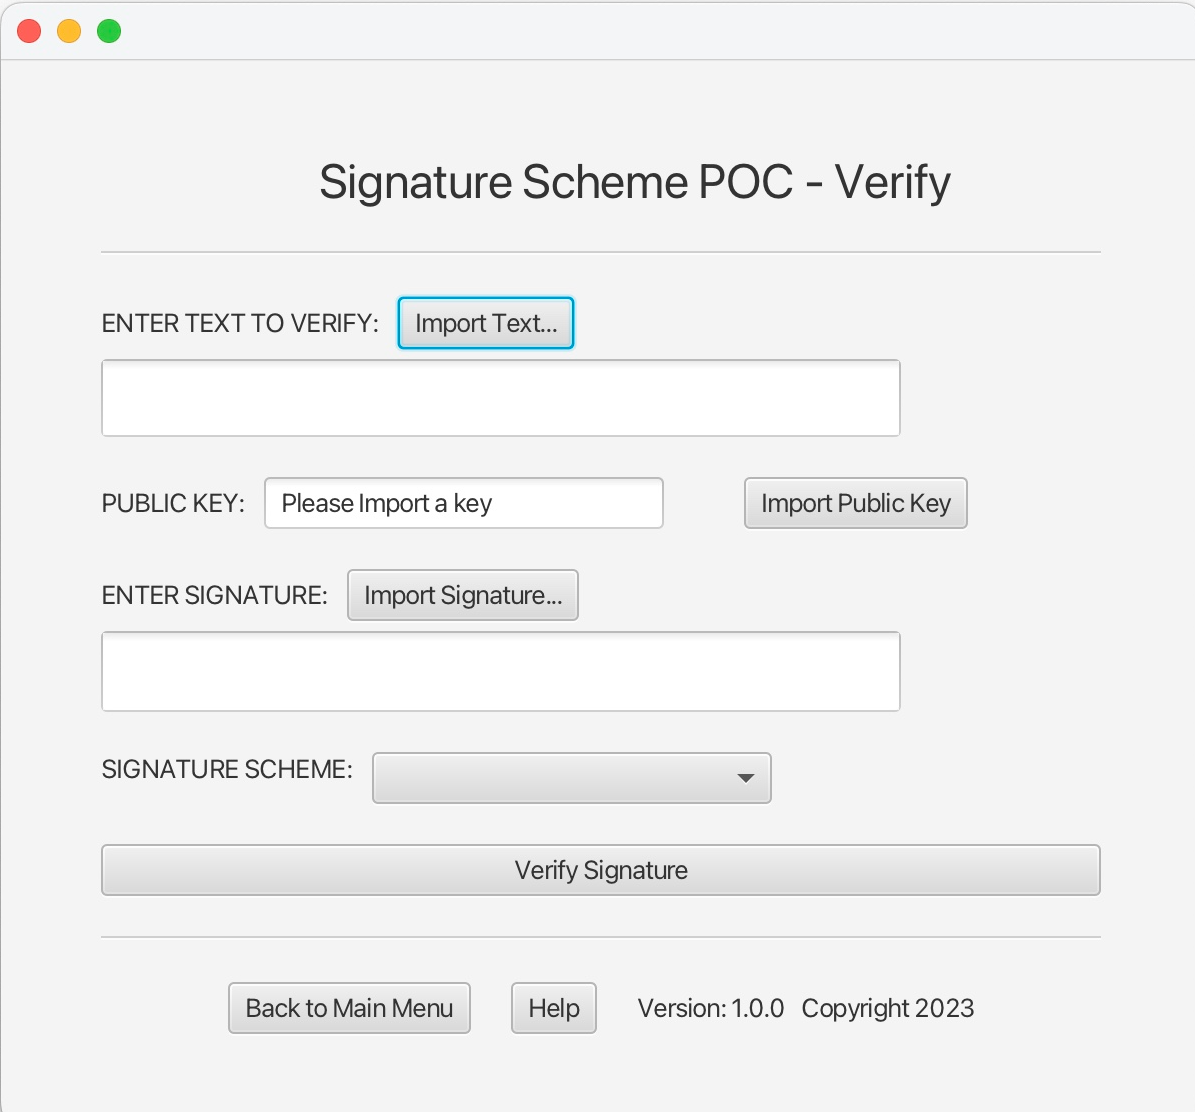 Signature Scheme POC - Verify
ENTER TEXT TO VERIFY: Import Text...
PUBLIC KEY: Please Import a key Import Public Key
ENTER SIGNATURE: Import Signature...
SIGNATURE SCHEME:
Verify Signature
Back to Main Menu Help Version: 1.0.0 Copyright 2023